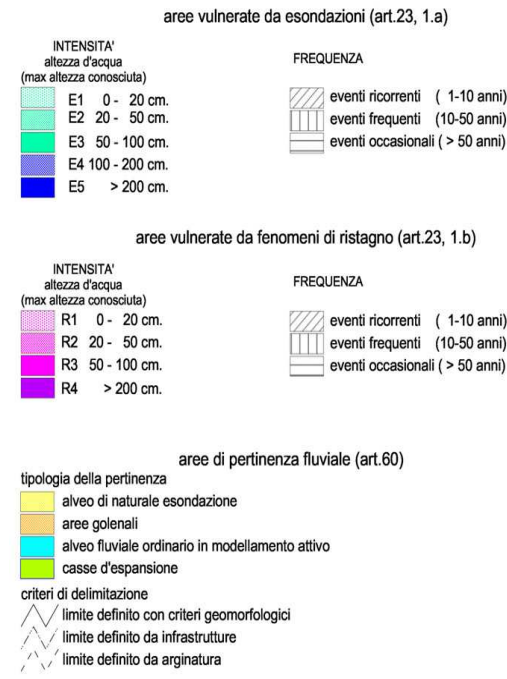 aree vulnerate da esondazioni (art.23, 1.a)
INTENSITA'
altezza d'acqua
(max altezza conosciuta)
E1 0 - 20 cm.
E2 20 - 50 cm.
E3 50 - 100 cm.
E4 100 - 200 cm.
E5 > 200 cm.
FREQUENZA
eventi ricorrenti ( 1-10 anni)
eventi frequenti (10-50 anni)
eventi occasionali ( > 50 anni)
aree vulnerate da fenomeni di ristagno (art.23, 1.b)
INTENSITA'
altezza d'acqua
(max altezza conosciuta)
R1 0 - 20 cm.
R2 20 - 50 cm.
R3 50 - 100 cm.
R4 > 200 cm.
FREQUENZA
eventi ricorrenti ( 1-10 anni)
eventi frequenti (10-50 anni)
eventi occasionali ( > 50 anni)
aree di pertinenza fluviale (art.60)
tipologia della pertinenza
alveo di naturale esondazione
aree golenali
alveo fluviale ordinario in modellamento attivo
casse d'espansione
criteri di delimitazione
limite definito con criteri geomorfologici
limite definito da infrastrutture
limite definito da arginatura